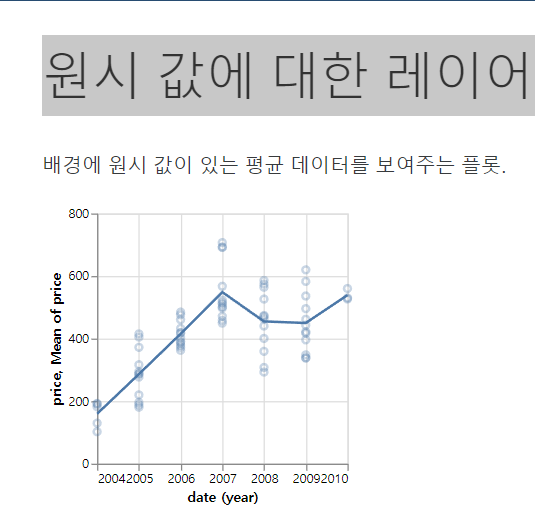 원시 값에 대한 레이어
배경에 원시 값이 있는 평균 데이터를 보여주는 플롯.
800
600
400
200
0
price, Mean of price
2004 2005 2006 2007 2008 2009 2010
date (year)